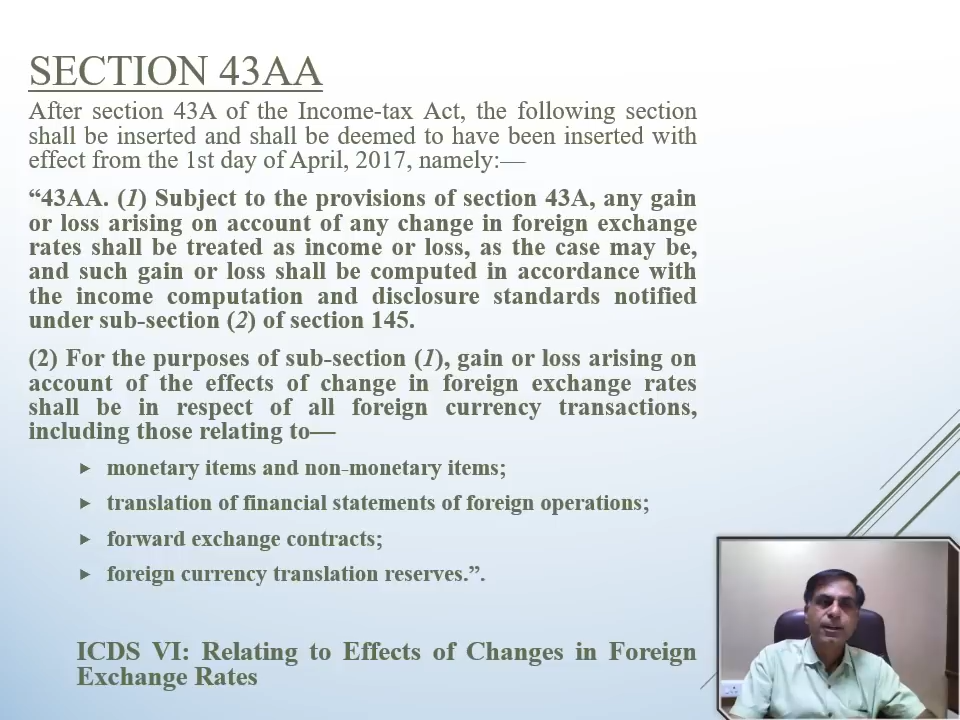 SECTION 43AA
After section 43A of the Income-tax Act, the following section
shall be inserted and shall be deemed to have been inserted with
effect from the 1st day of April, 2017, namely:—
“43AA. (1) Subject to the provisions of section 43A, any gain
or loss arising on account of any change in foreign exchange
rates shall be treated as income or loss, as the case may be,
and such gain or loss shall be computed in accordance with
the income computation and disclosure standards notified
under sub-section (2) of section 145.
(2) For the purposes of sub-section (1), gain or loss arising on
account of the effects of change in foreign exchange rates
shall be in respect of all foreign currency transactions,
including those relating to—
monetary items and non-monetary items;
translation of financial statements of foreign operations;
forward exchange contracts;
foreign currency translation reserves.”.
ICDS VI: Relating to Effects of Changes in Foreign
Exchange Rates